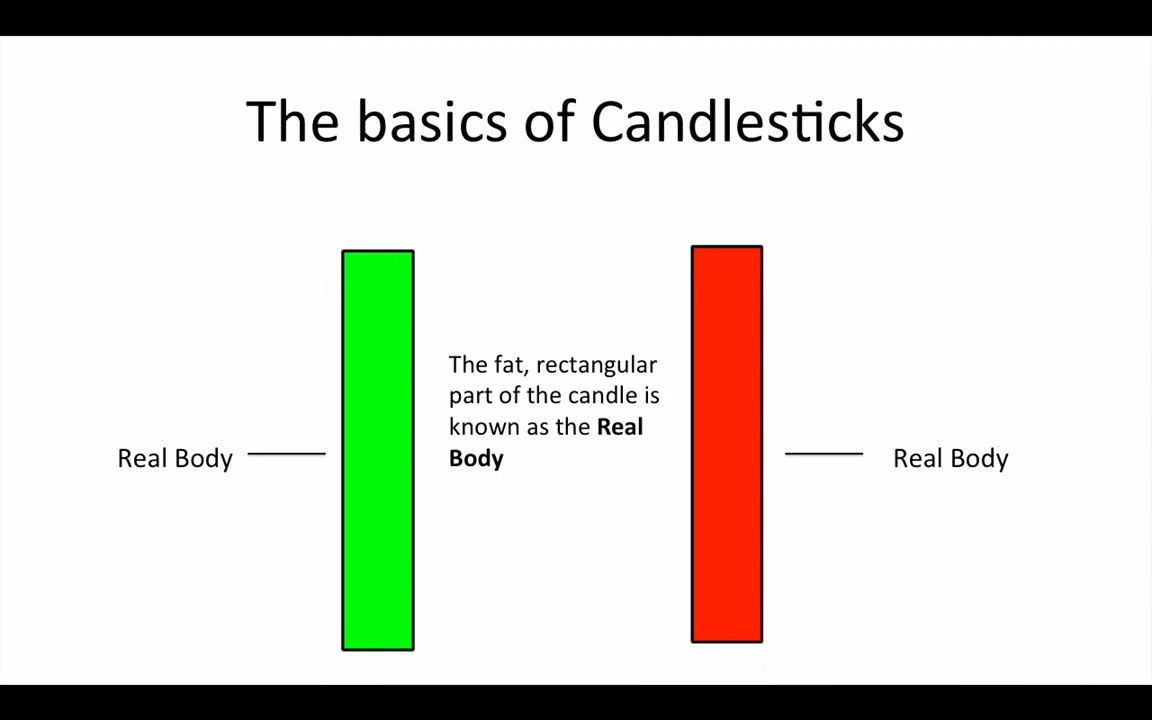 The basics of Candlesticks
The fat, rectangular
part of the candle is
known as the Real
Body
Real Body
Real Body